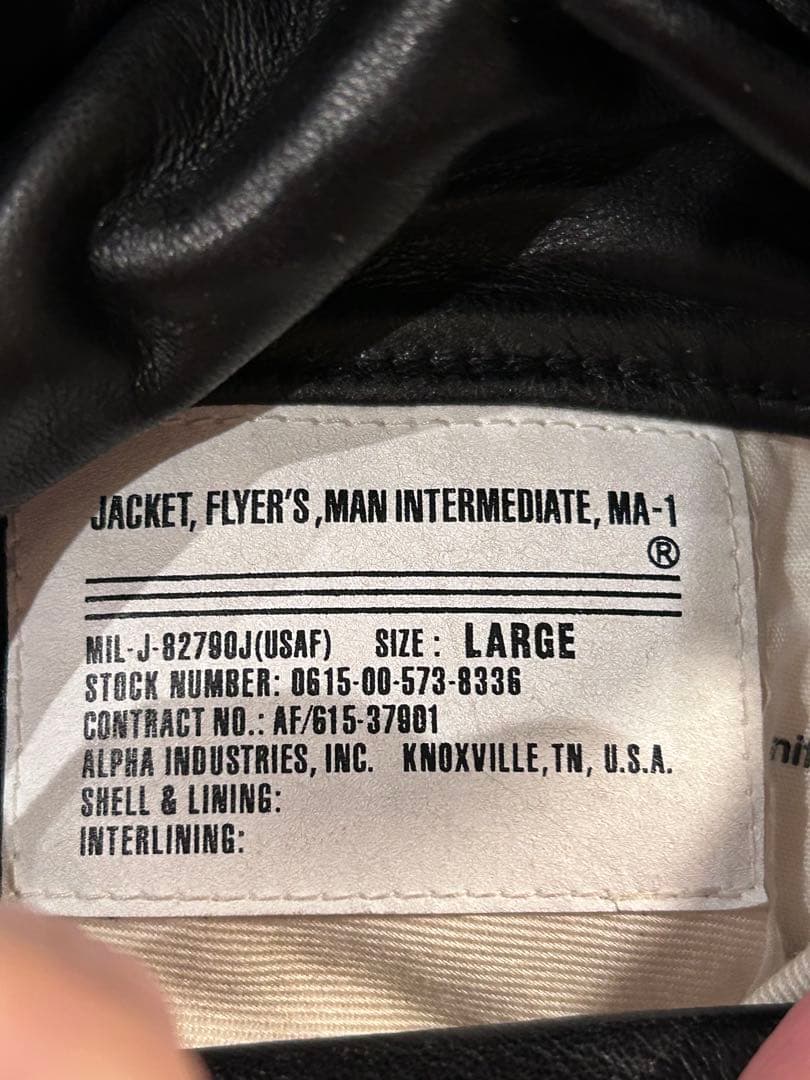 JACKET, FLYER'S ,MAN INTERMEDIATE, MA-1
®
MIL-J-82790J(USAF) SIZE: LARGE
STOCK NUMBER: 0615-00-573-8336
CONTRACT NO.: AF/615-37901
ALPHA INDUSTRIES, INC. KNOXVILLE,TN, U.S.A.
SHELL & LINING:
INTERLINING: